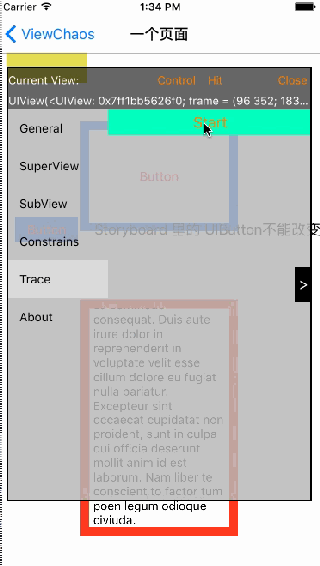 Carrier 1:34 PM
ViewChaos 一个页面
Current View: Control Hit Close
UIView(<UIView: 0x7ff1bb5626f0; frame = (96 352; 183...
Start
General
SuperView
Button
SubView
Storyboard 里的 UIButton不能改变
Constrains
Trace
>
About
consequat. Duis aute
irure dolor in
reprehenderit in
voluptate velit esse
cillum dolore eu fugiat
nulla pariatur.
Excepteur sint
occaecat cupidatat non
proident, sunt in culpa
qui officia deserunt
mollit anim id est
laborum. Nam liber te
conscient to factor tum
poen legum odioque
civiuda.